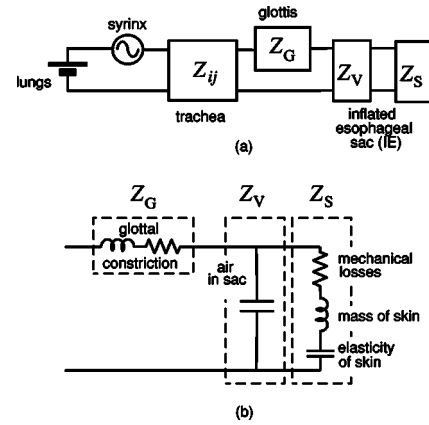 glottis
syrinx
Z_G
Z_ij
Z_V
Z_S
lungs
trachea
inflated
esophageal
sac (IE)
(a)
Z_G
Z_V
Z_S
glottal
constriction
air
in sac
mechanical
losses
mass of skin
elasticity
of skin
(b)